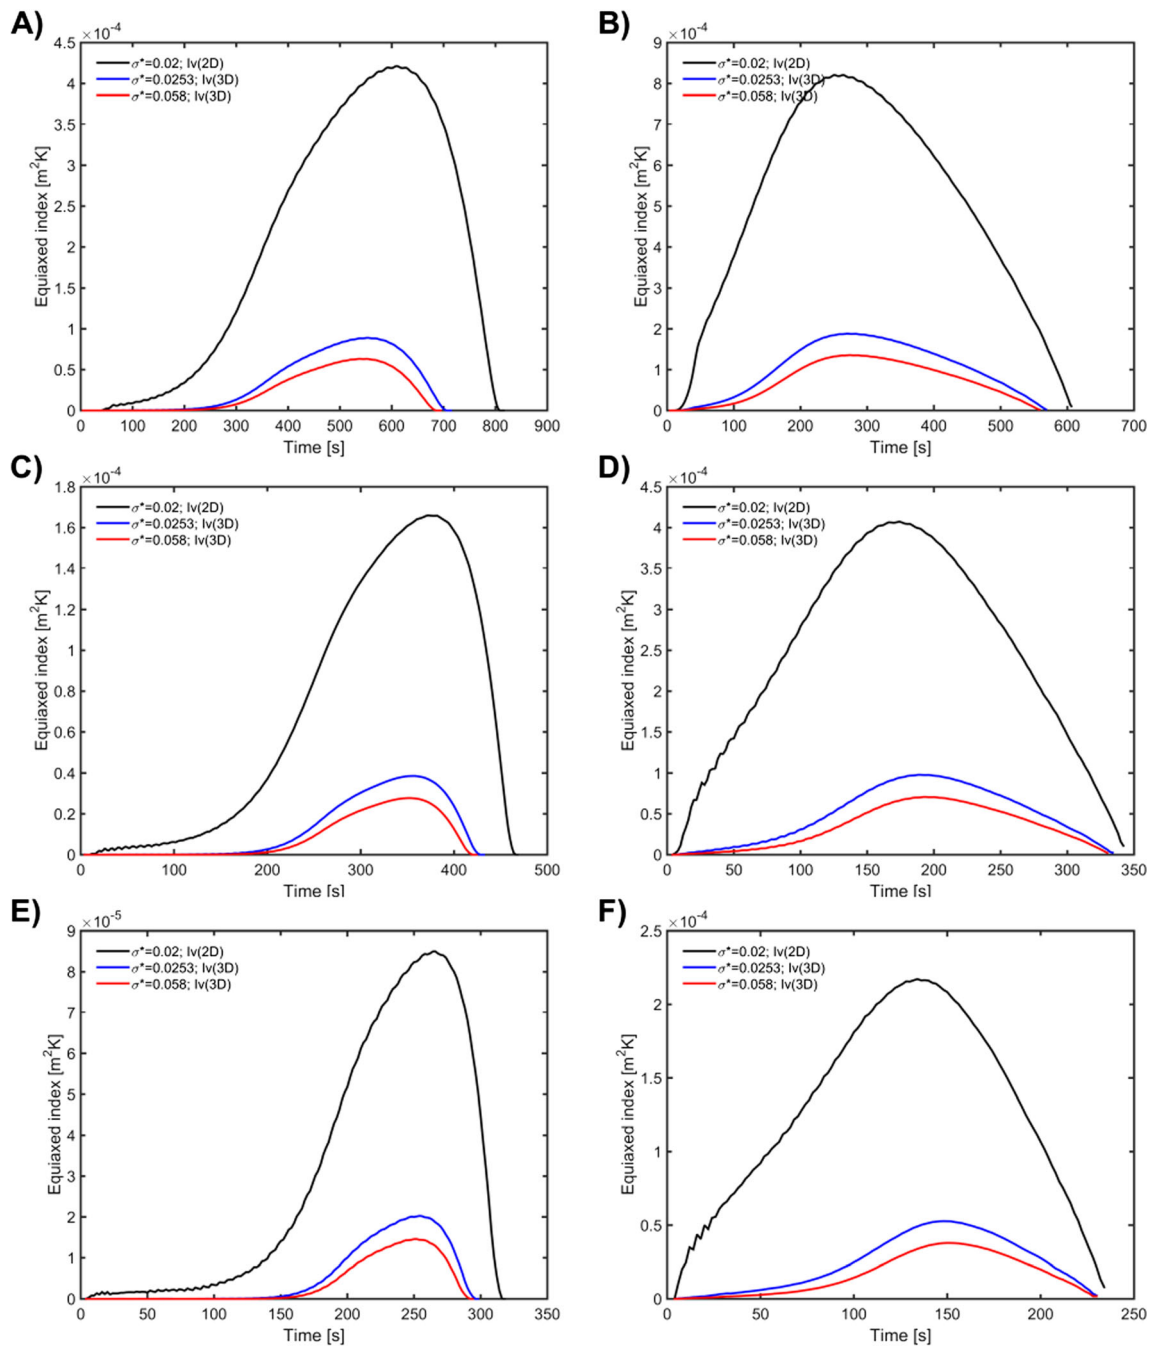 A)
×10⁻⁴
4.5
4
3.5
3
2.5
2
1.5
1
0.5
0
Equiaxed index [m²K]
σ*=0.02; Iv(2D)
σ*=0.0253; Iv(3D)
σ*=0.058; Iv(3D)
0 100 200 300 400 500 600 700 800 900
Time [s]
B)
×10⁻⁴
9
8
7
6
5
4
3
2
1
0
Equiaxed index [m²K]
σ*=0.02; Iv(2D)
σ*=0.0253; Iv(3D)
σ*=0.058; Iv(3D)
0 100 200 300 400 500 600 700
Time [s]
C)
×10⁻⁴
1.8
1.6
1.4
1.2
1
0.8
0.6
0.4
0.2
0
Equiaxed index [m²K]
σ*=0.02; Iv(2D)
σ*=0.0253; Iv(3D)
σ*=0.058; Iv(3D)
0 100 200 300 400 500
Time [s]
D)
×10⁻⁴
4.5
4
3.5
3
2.5
2
1.5
1
0.5
0
Equiaxed index [m²K]
σ*=0.02; Iv(2D)
σ*=0.0253; Iv(3D)
σ*=0.058; Iv(3D)
0 50 100 150 200 250 300 350
Time [s]
E)
×10⁻⁵
9
8
7
6
5
4
3
2
1
0
Equiaxed index [m²K]
σ*=0.02; Iv(2D)
σ*=0.0253; Iv(3D)
σ*=0.058; Iv(3D)
0 50 100 150 200 250 300 350
Time [s]
F)
×10⁻⁴
2.5
2
1.5
1
0.5
0
Equiaxed index [m²K]
σ*=0.02; Iv(2D)
σ*=0.0253; Iv(3D)
σ*=0.058; Iv(3D)
0 50 100 150 200 250
Time [s]